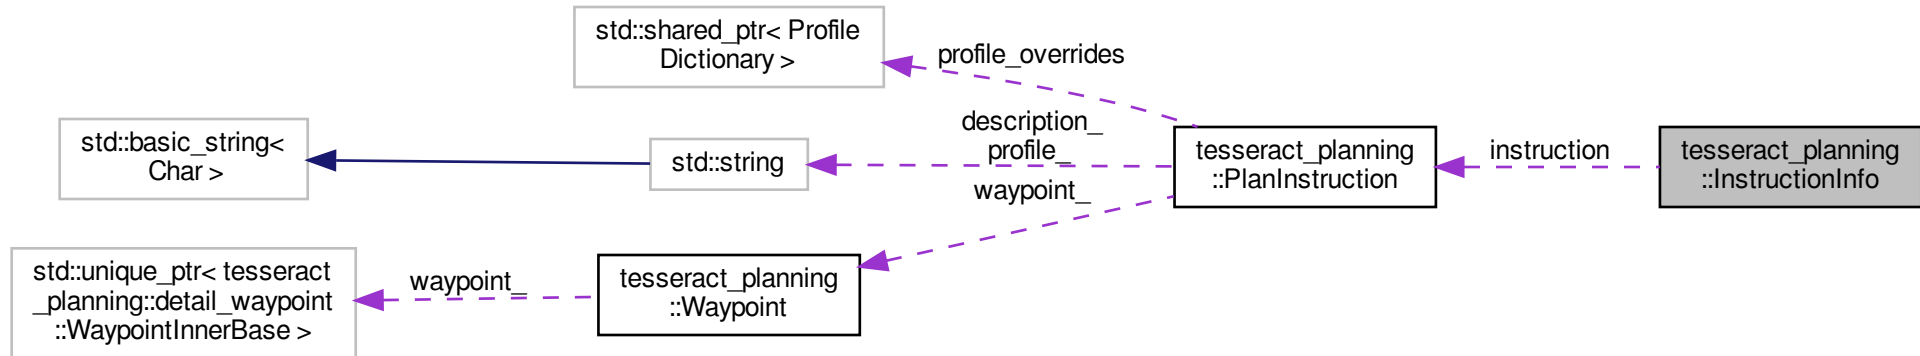 std::shared_ptr< Profile
Dictionary >
profile_overrides
std::basic_string<
Char >
std::string
description_
profile_
waypoint_
tesseract_planning
::PlanInstruction
instruction
tesseract_planning
::InstructionInfo
std::unique_ptr< tesseract
_planning::detail_waypoint
::WaypointInnerBase >
waypoint_
tesseract_planning
::Waypoint